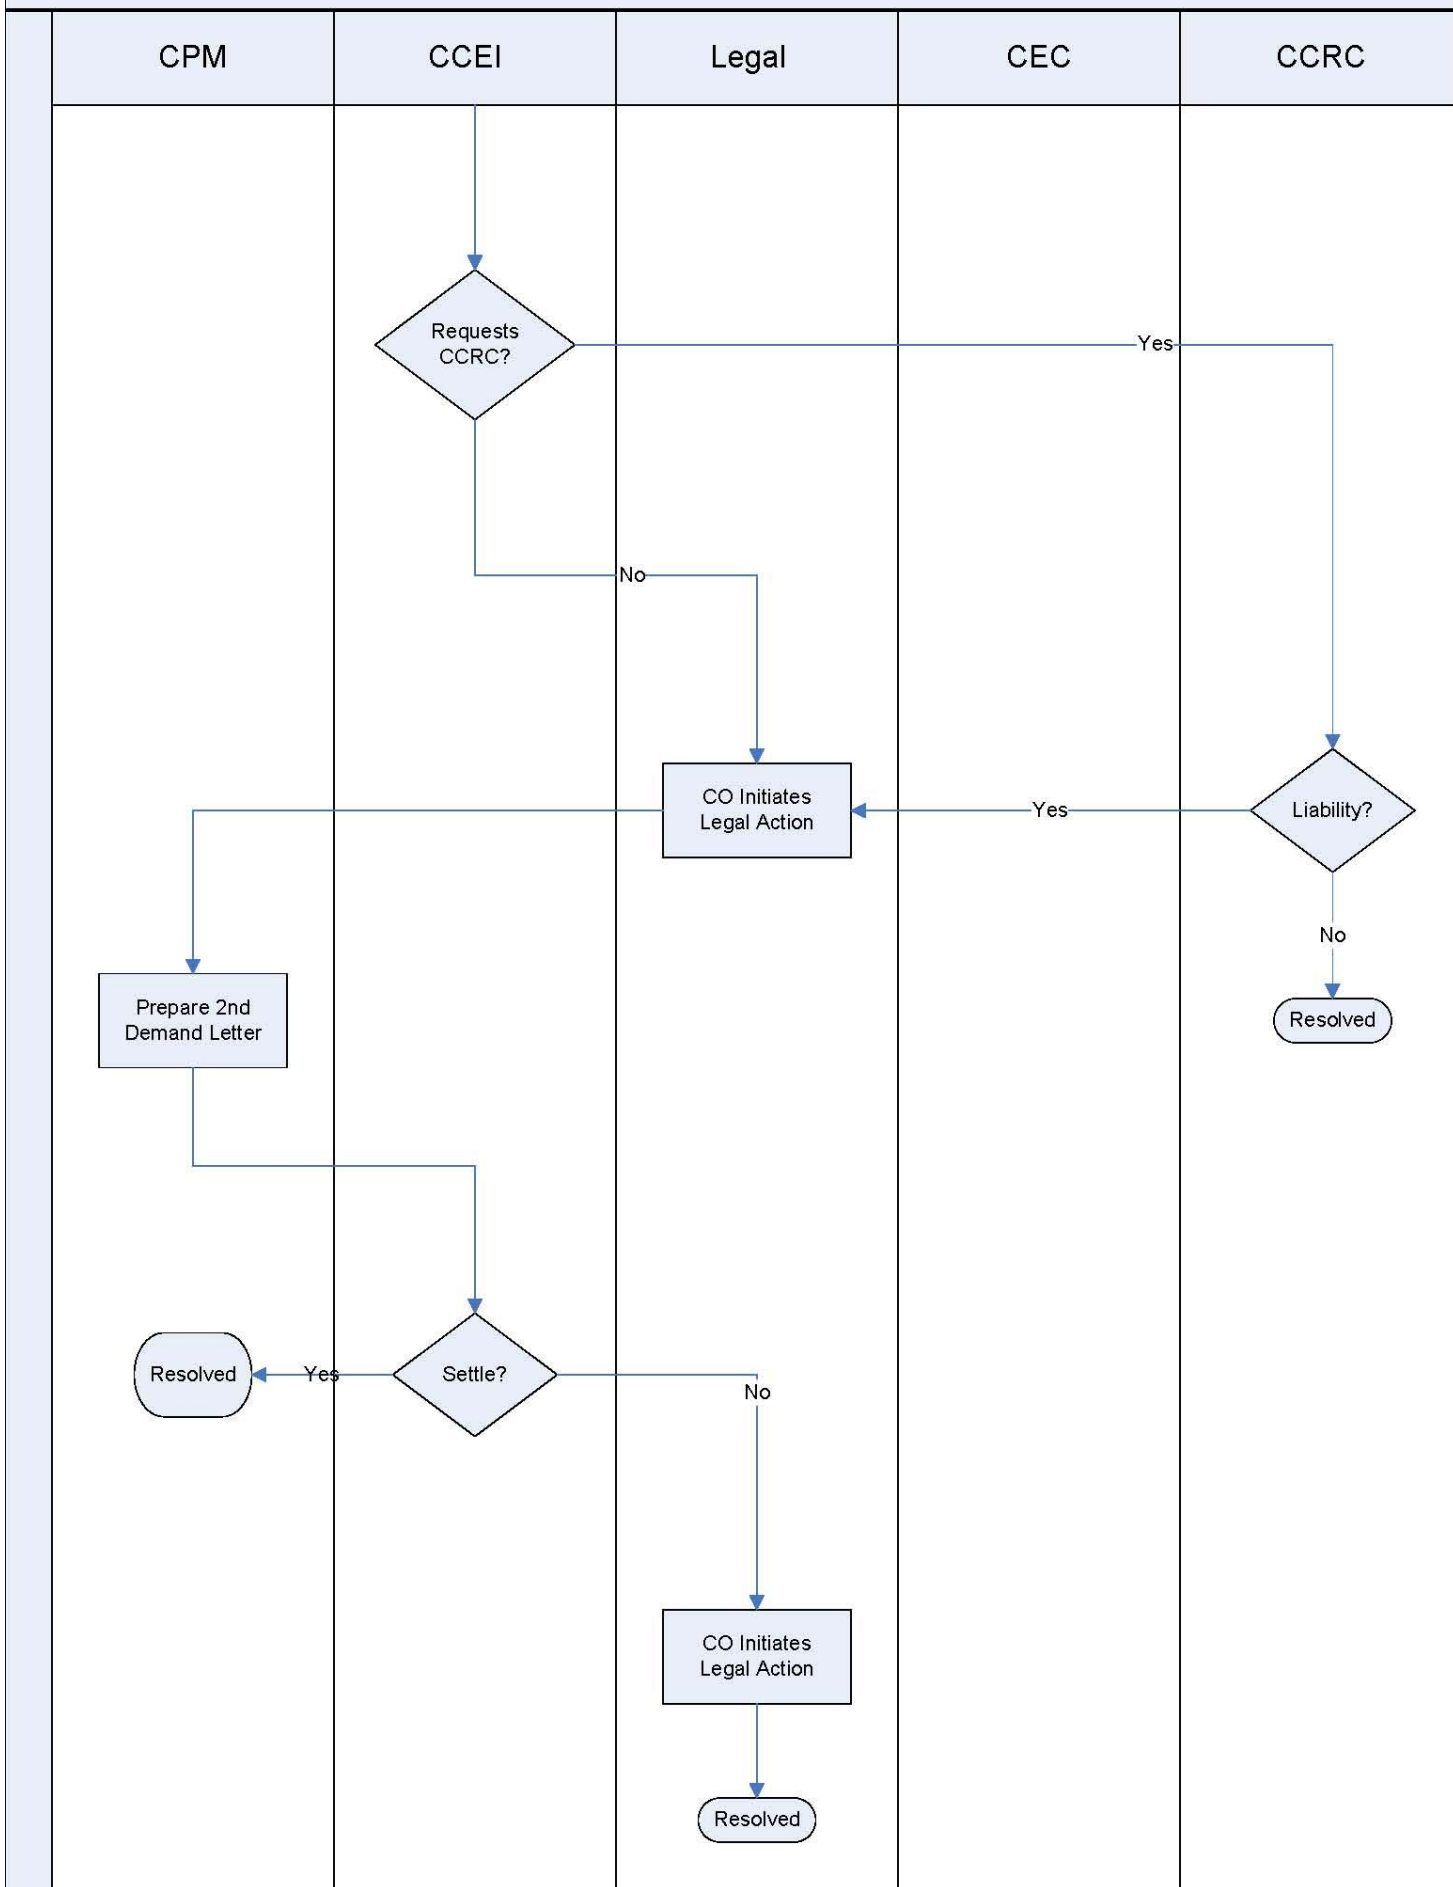 CPM
CCEI
Legal
CEC
CCRC
Requests
CCRC?
Yes
No
CO Initiates
Legal Action
Yes
Liability?
No
Prepare 2nd
Demand Letter
Resolved
Resolved
Yes
Settle?
No
CO Initiates
Legal Action
Resolved